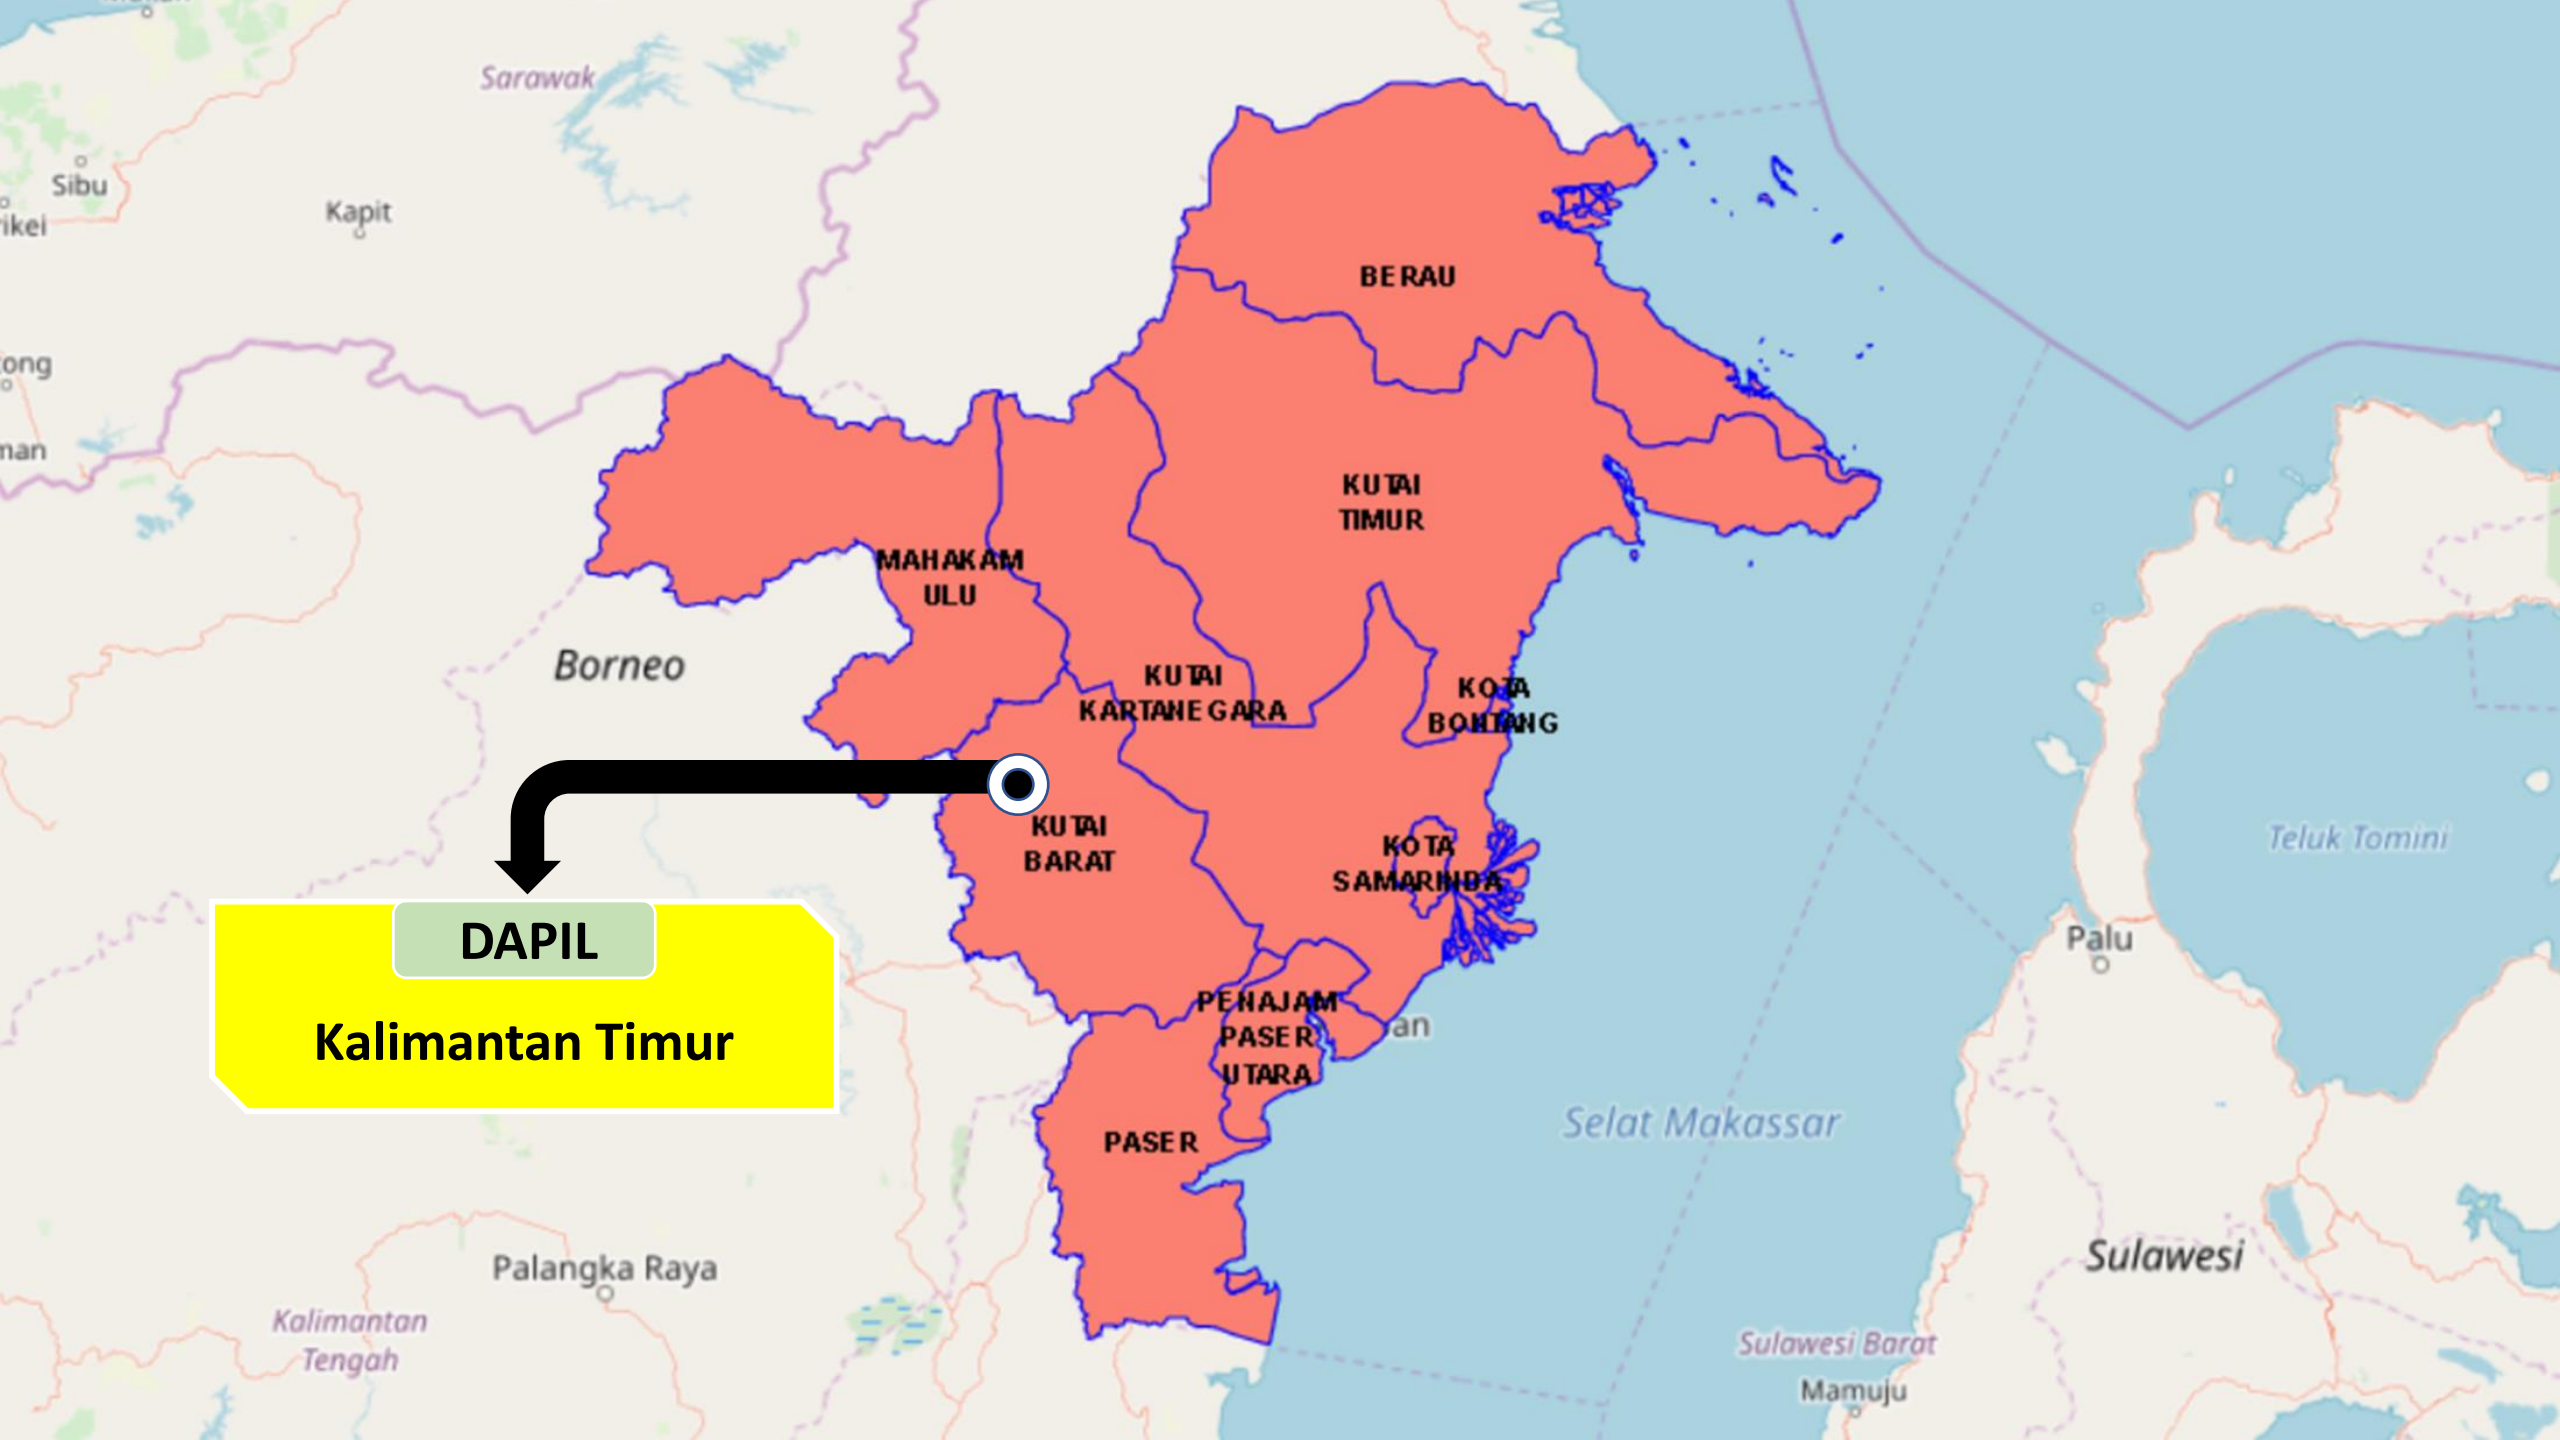 Sarawak
Sibu
Kapit
BERAU
KUTAI
TIMUR
MAHAKAM
ULU
Borneo
KUTAI
KARTANEGARA
KOTA
BONTANG
KUTAI
BARAT
KOTA
SAMARINDA
Teluk Tomini
DAPIL
Kalimantan Timur
Palu
PENAJAM
PASER
UTARA
PASER
Selat Makassar
Sulawesi
Palangka Raya
Kalimantan
Tengah
Sulawesi Barat
Mamuju